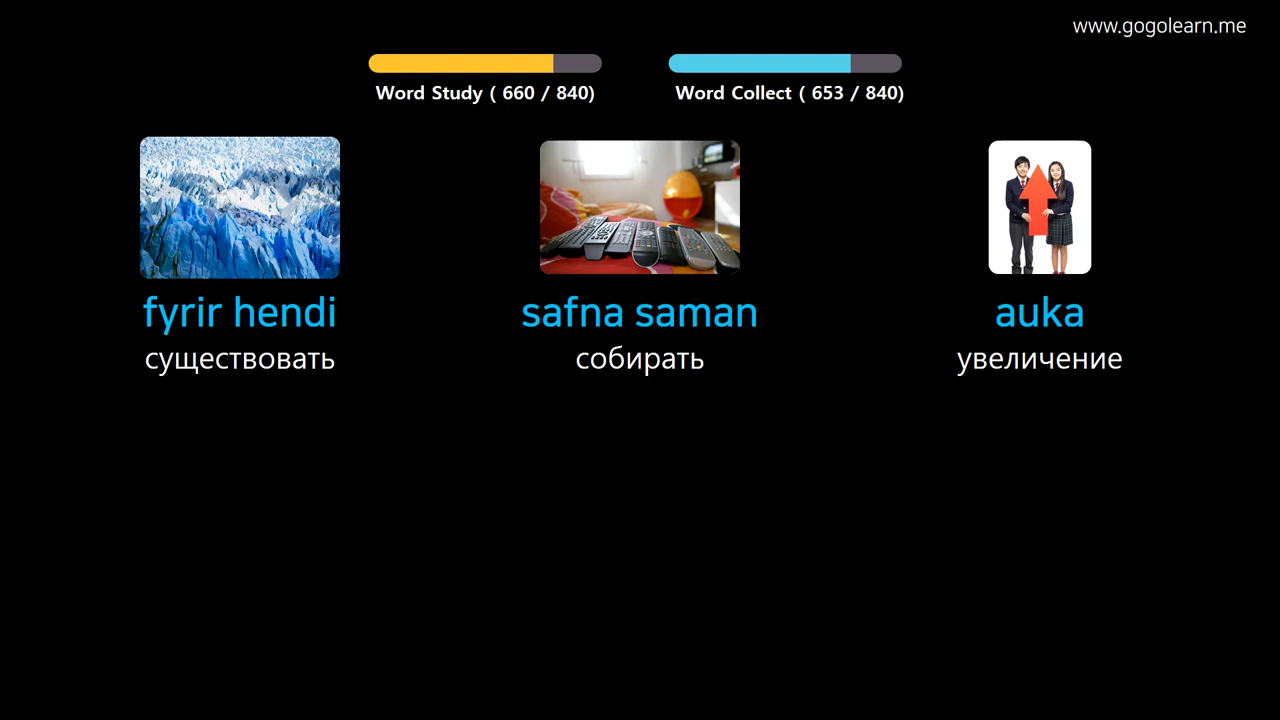 www.gogolearn.me
Word Study ( 660 / 840)
Word Collect ( 653 / 840)
fyrir hendi
safna saman
auka
существовать
собирать
увеличение